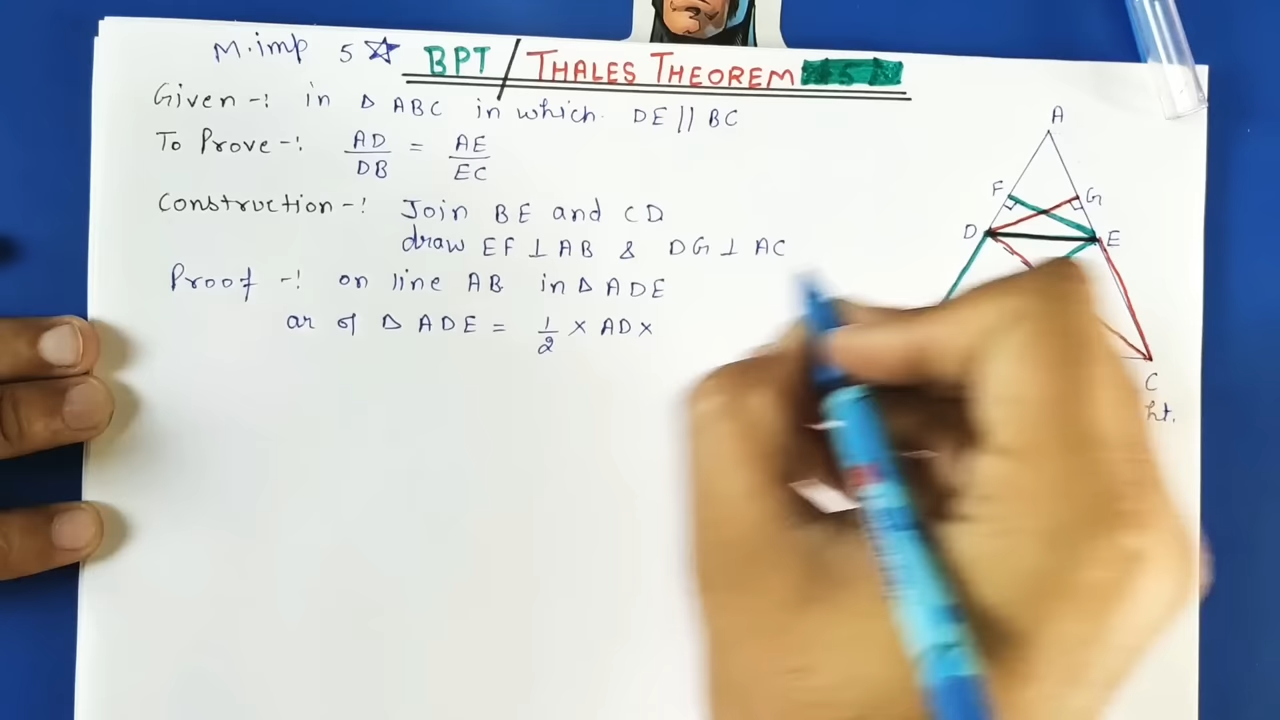 M.imp 5 BPT / THALES THEOREM
Given -: in Δ ABC in which. DE || BC
To Prove -: AD/DB = AE/EC
Construction -: Join BE and CD
draw EF ⊥ AB & DG ⊥ AC
Proof -: on line AB in Δ ADE
ar of Δ ADE = 1/2 × AD ×
A
F
G
D
E
C
ht.